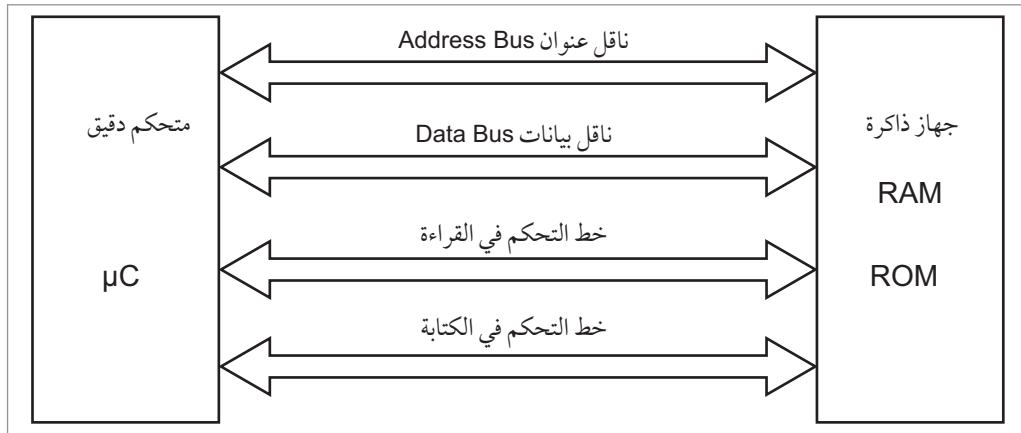 ناقل عنوان Address Bus
متحكم دقيق
جهاز ذاكرة
ناقل بيانات Data Bus
RAM
خط التحكم في القراءة
µC
ROM
خط التحكم في الكتابة